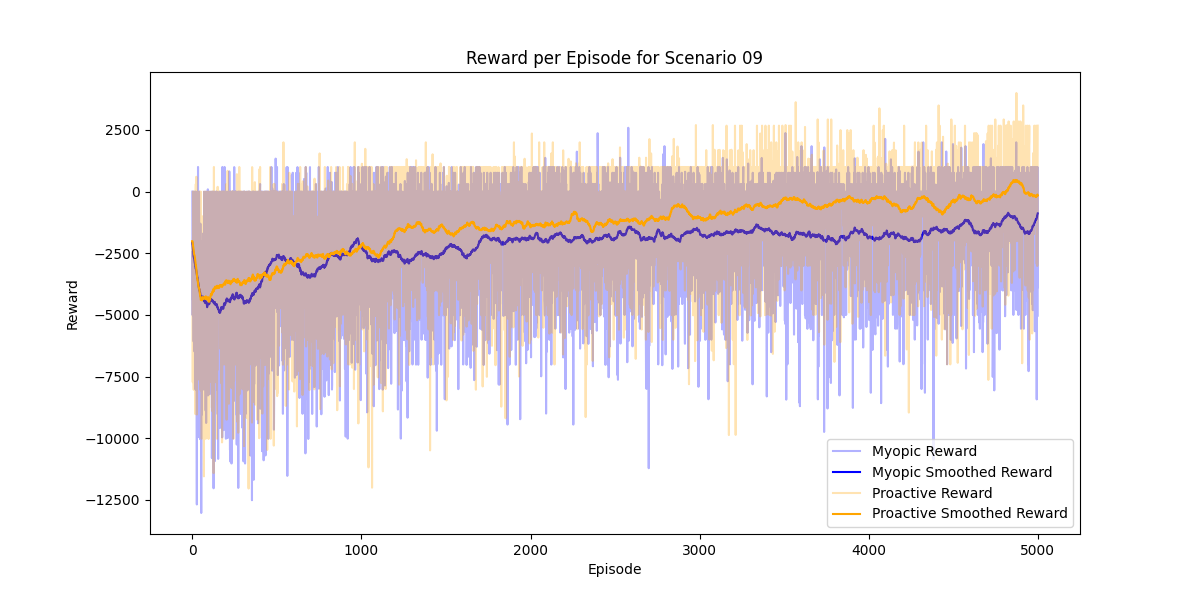 Reward per Episode for Scenario 09
Reward
2500
0
−2500
−5000
−7500
−10000
−12500
0 1000 2000 3000 4000 5000
Episode
Myopic Reward
Myopic Smoothed Reward
Proactive Reward
Proactive Smoothed Reward